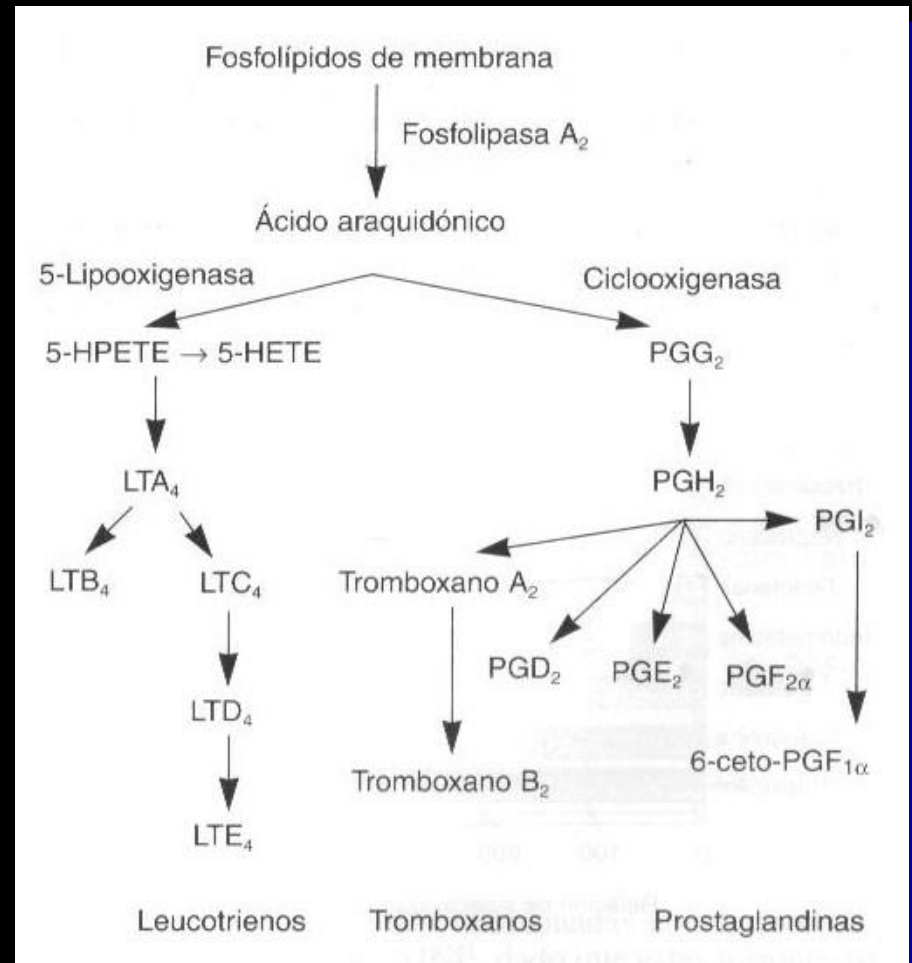 Fosfolípidos de membrana
Fosfolipasa A₂
Ácido araquidónico
5-Lipooxigenasa Ciclooxigenasa
5-HPETE → 5-HETE PGG₂
LTA₄ PGH₂
PGI₂
LTB₄ LTC₄ Tromboxano A₂
PGD₂ PGE₂ PGF₂α
LTD₄
6-ceto-PGF₁α
Tromboxano B₂
LTE₄
Leucotrienos Tromboxanos Prostaglandinas